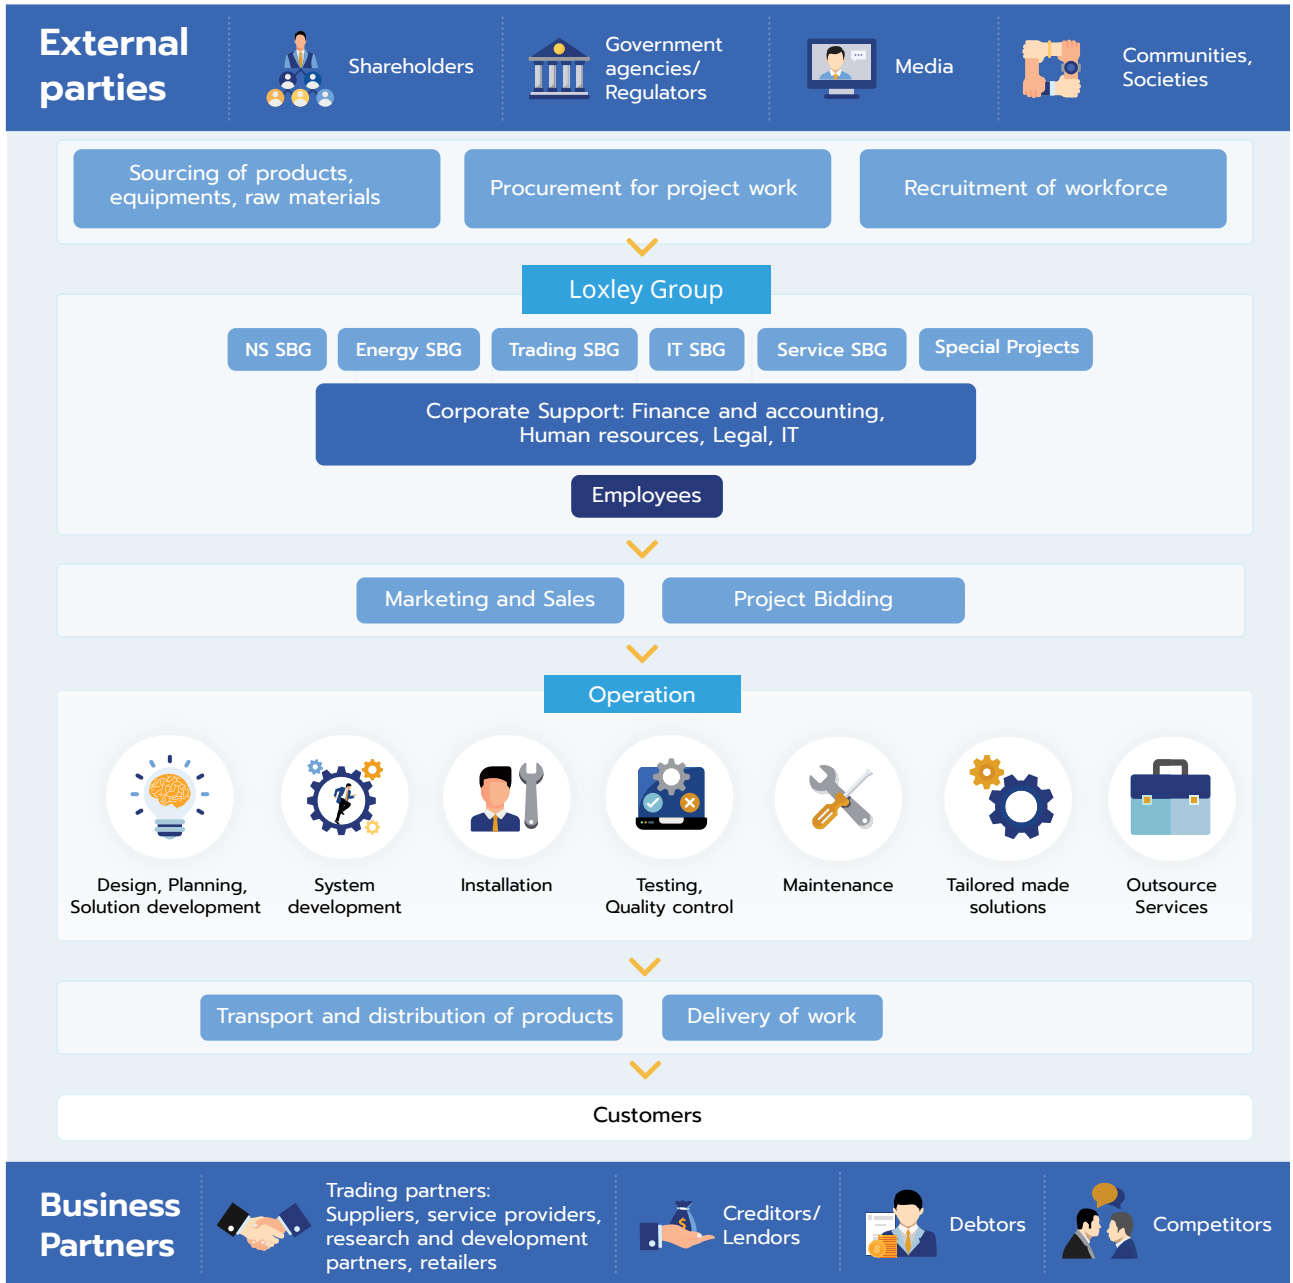 External
parties
Shareholders
Government
agencies/
Regulators
Media
Communities,
Societies
Sourcing of products,
equipments, raw materials
Procurement for project work
Recruitment of workforce
Loxley Group
NS SBG
Energy SBG
Trading SBG
IT SBG
Service SBG
Special Projects
Corporate Support: Finance and accounting,
Human resources, Legal, IT
Employees
Marketing and Sales
Project Bidding
Operation
Design, Planning,
Solution development
System
development
Installation
Testing,
Quality control
Maintenance
Tailored made
solutions
Outsource
Services
Transport and distribution of products
Delivery of work
Customers
Business
Partners
Trading partners:
Suppliers, service providers,
research and development
partners, retailers
Creditors/
Lendors
Debtors
Competitors